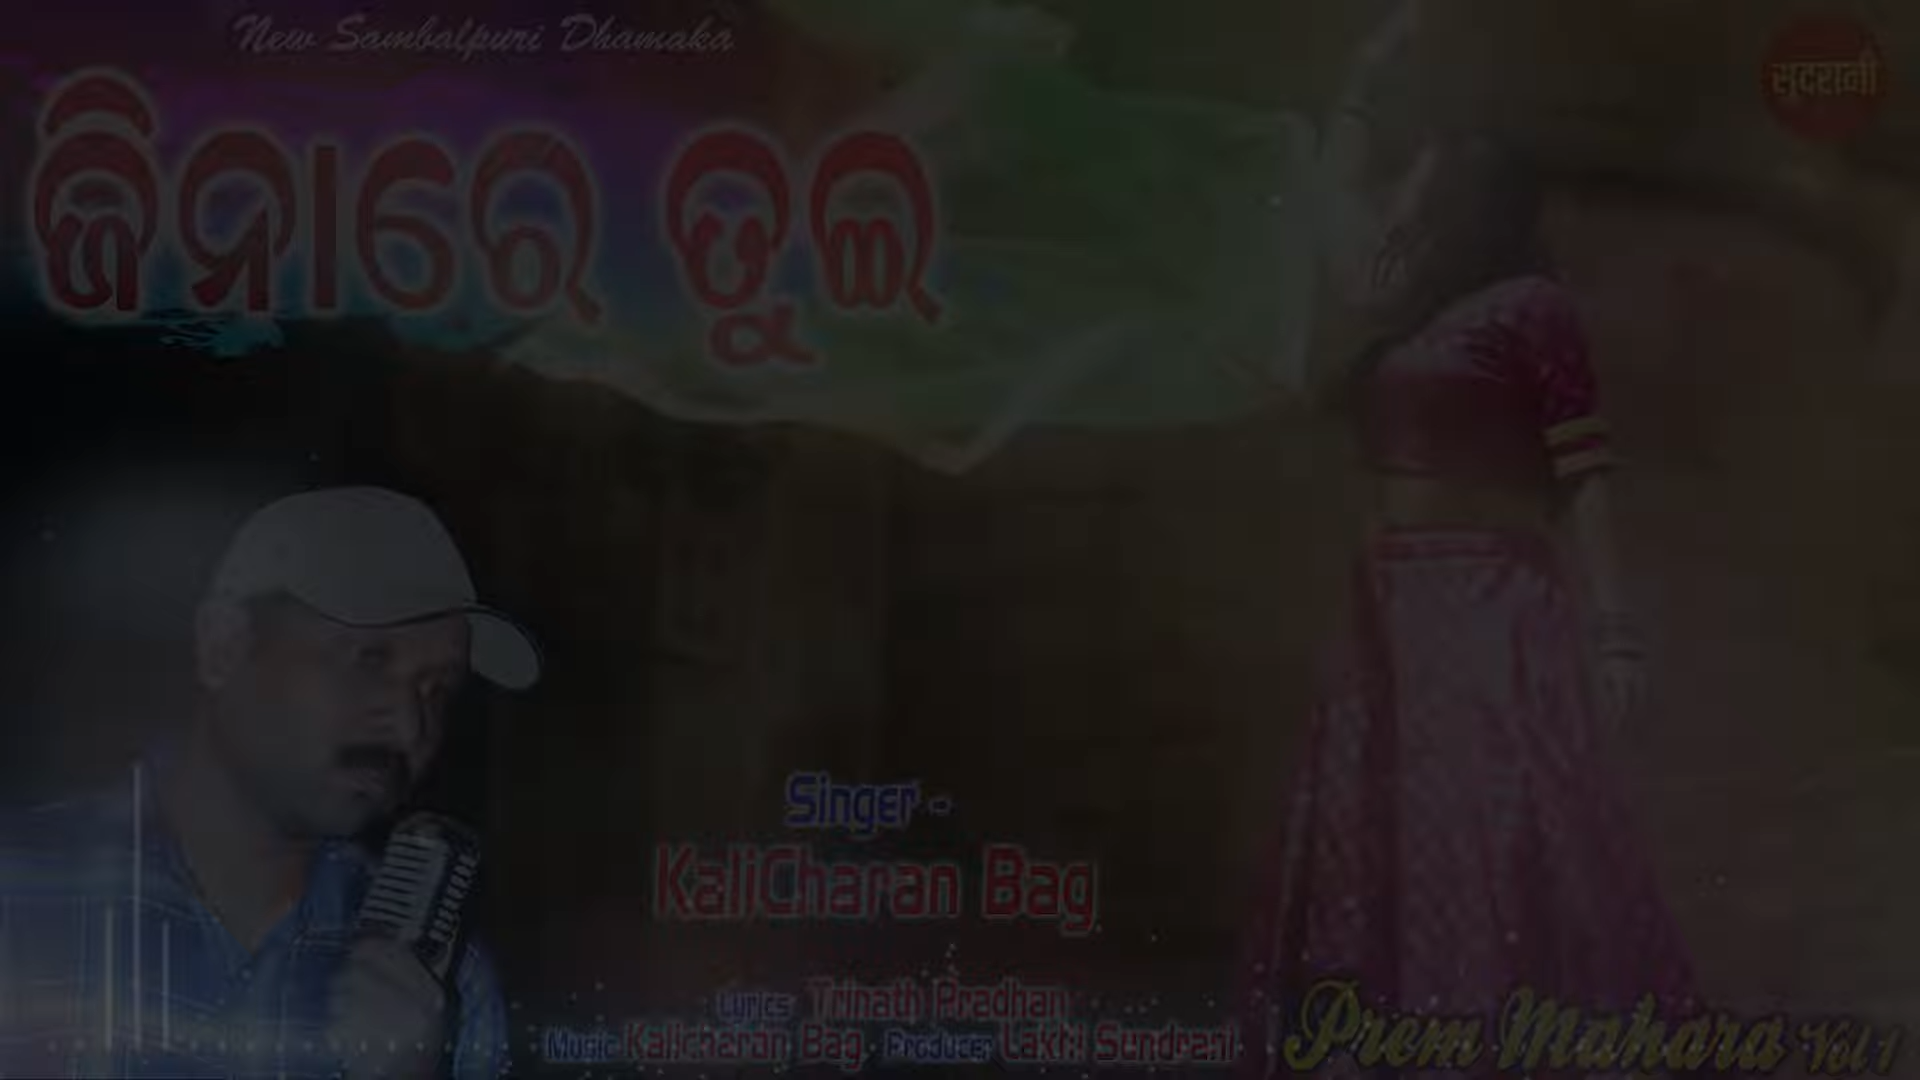 New Sambalpuri Dhamaka
सुंदरानी
ଜିନାରେ ତୁଇ
Singer -
KaliCharan Bag
Lyrics Trinath Pradhan
Music Kalicharan Bag Producer Lakhi Sundrani
Prem Mahara Vol 1